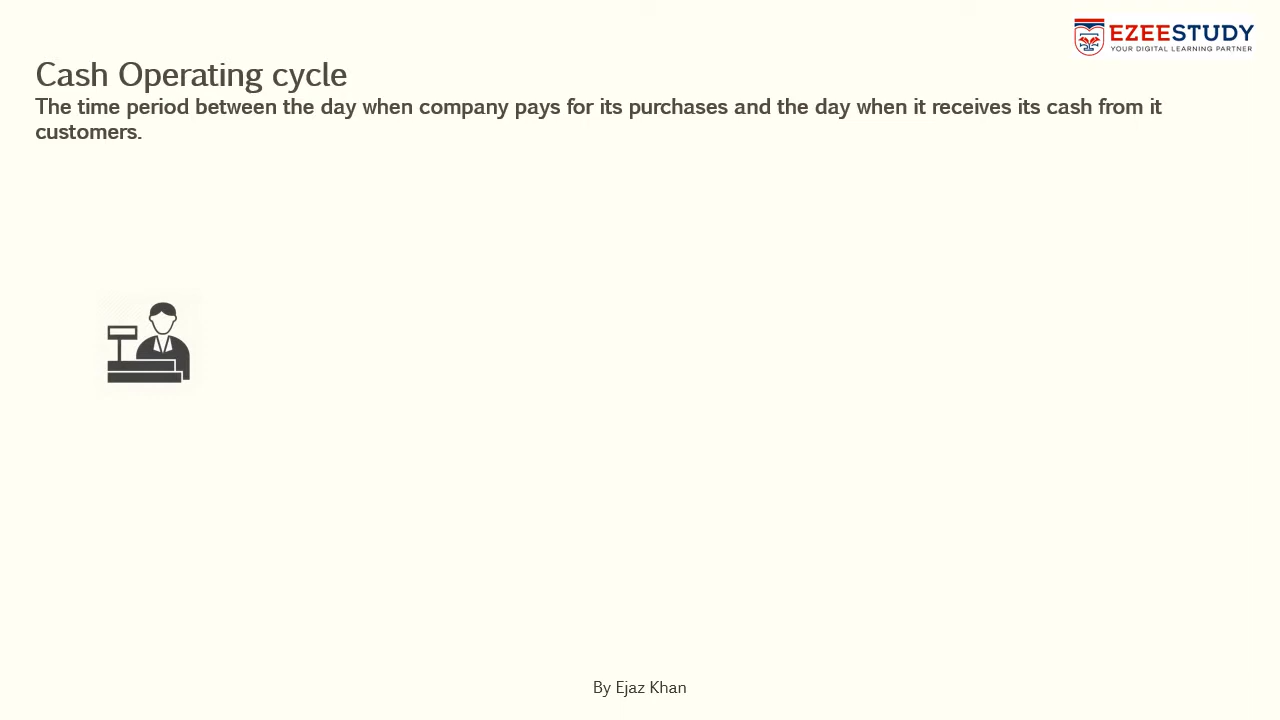 EZEESTUDY
YOUR DIGITAL LEARNING PARTNER
Cash Operating cycle
The time period between the day when company pays for its purchases and the day when it receives its cash from it
customers.
By Ejaz Khan